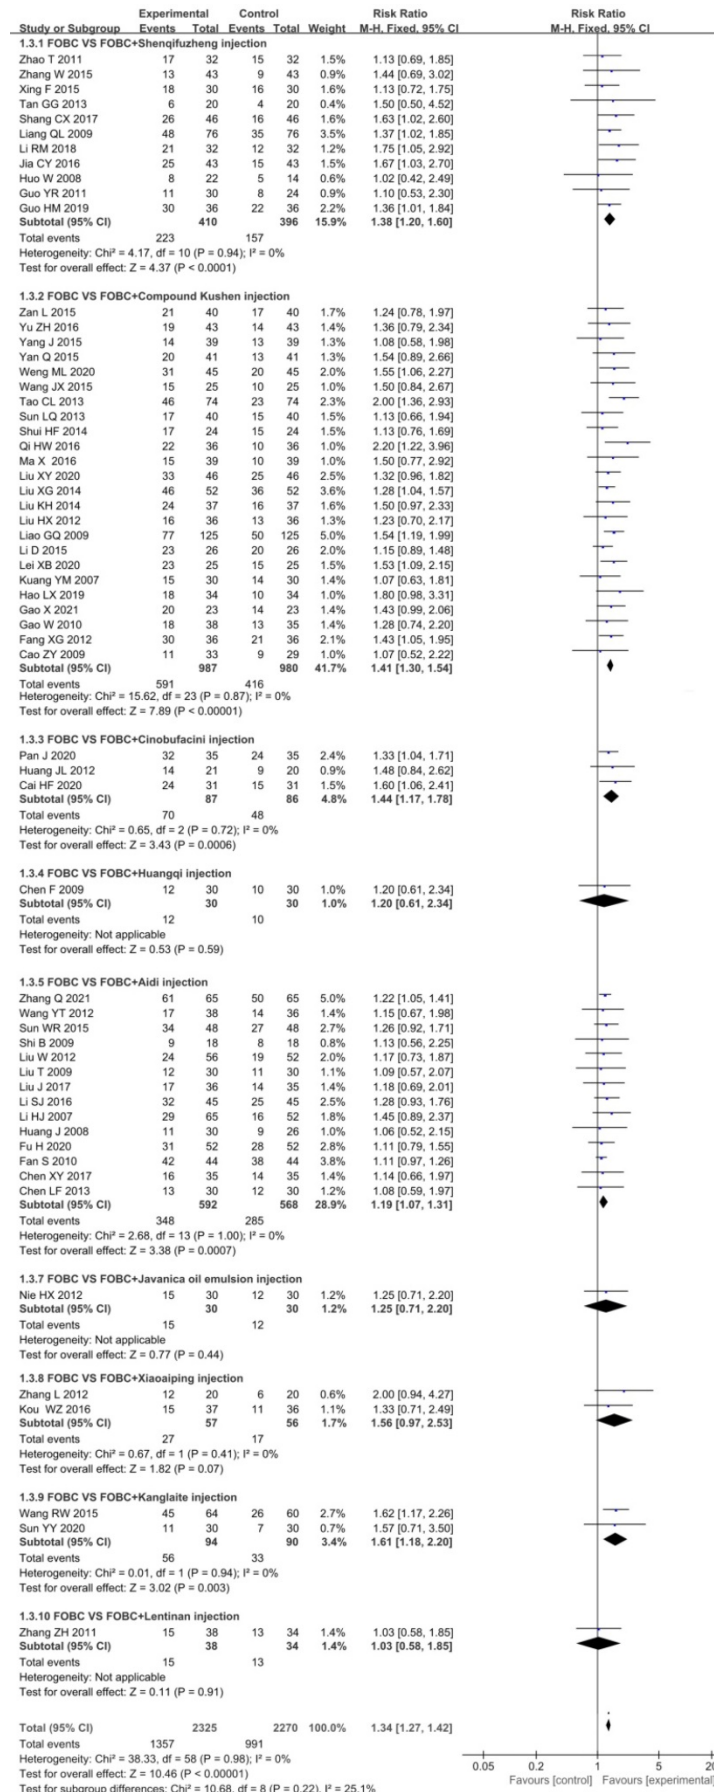 Experimental Control Risk Ratio Risk Ratio
Study or Subgroup Events Total Events Total Weight M-H, Fixed, 95% CI M-H, Fixed, 95% CI
1.3.1 FOBC VS FOBC+Shenqifuzheng injection
Zhao T 2011 17 32 15 32 1.5% 1.13 [0.69, 1.85]
Zhang W 2015 13 43 9 43 0.9% 1.44 [0.69, 3.02]
Xing F 2015 18 30 16 30 1.6% 1.13 [0.72, 1.75]
Tan GG 2013 6 20 4 20 0.4% 1.50 [0.50, 4.52]
Shang CX 2017 26 46 16 46 1.6% 1.63 [1.02, 2.60]
Liang QL 2009 48 76 35 76 3.5% 1.37 [1.02, 1.85]
Li RM 2018 21 32 12 32 1.2% 1.75 [1.05, 2.92]
Jia CY 2016 25 43 15 43 1.5% 1.67 [1.03, 2.70]
Huo W 2008 8 22 5 14 0.6% 1.02 [0.42, 2.49]
Guo YR 2011 11 30 8 24 0.9% 1.10 [0.53, 2.30]
Guo HM 2019 30 36 22 36 2.2% 1.36 [1.01, 1.84]
Subtotal (95% CI) 410 396 15.9% 1.38 [1.20, 1.60]
Total events 223 157
Heterogeneity: Chi² = 4.17, df = 10 (P = 0.94); I² = 0%
Test for overall effect: Z = 4.37 (P < 0.0001)
1.3.2 FOBC VS FOBC+Compound Kushen injection
Zan L 2015 21 40 17 40 1.7% 1.24 [0.78, 1.97]
Yu ZH 2016 19 43 14 43 1.4% 1.36 [0.79, 2.34]
Yang J 2015 14 39 13 39 1.3% 1.08 [0.58, 1.98]
Yan Q 2015 20 41 13 41 1.3% 1.54 [0.89, 2.66]
Weng ML 2020 31 45 20 45 2.0% 1.55 [1.06, 2.27]
Wang JX 2015 15 25 10 25 1.0% 1.50 [0.84, 2.67]
Tao CL 2013 46 74 23 74 2.3% 2.00 [1.36, 2.93]
Sun LQ 2013 17 40 15 40 1.5% 1.13 [0.66, 1.94]
Shui HF 2014 17 24 15 24 1.5% 1.13 [0.76, 1.69]
Qi HW 2016 22 36 10 36 1.0% 2.20 [1.22, 3.96]
Ma X 2016 15 39 10 39 1.0% 1.50 [0.77, 2.92]
Liu XY 2020 33 46 25 46 2.5% 1.32 [0.96, 1.82]
Liu XG 2014 46 52 36 52 3.6% 1.28 [1.04, 1.57]
Liu KH 2014 24 37 16 37 1.6% 1.50 [0.97, 2.33]
Liu HX 2012 16 36 13 36 1.3% 1.23 [0.70, 2.17]
Liao GQ 2009 77 125 50 125 5.0% 1.54 [1.19, 1.99]
Li D 2015 23 26 20 26 2.0% 1.15 [0.89, 1.48]
Lei XB 2020 23 25 15 25 1.5% 1.53 [1.09, 2.15]
Kuang YM 2007 15 30 14 30 1.4% 1.07 [0.63, 1.81]
Hao LX 2019 18 34 10 34 1.0% 1.80 [0.98, 3.31]
Gao X 2021 20 23 14 23 1.4% 1.43 [0.99, 2.06]
Gao W 2010 18 38 13 35 1.4% 1.28 [0.74, 2.20]
Fang XG 2012 30 36 21 36 2.1% 1.43 [1.05, 1.95]
Cao ZY 2009 11 33 9 29 1.0% 1.07 [0.52, 2.22]
Subtotal (95% CI) 987 980 41.7% 1.41 [1.30, 1.54]
Total events 591 416
Heterogeneity: Chi² = 15.62, df = 23 (P = 0.87); I² = 0%
Test for overall effect: Z = 7.89 (P < 0.00001)
1.3.3 FOBC VS FOBC+Cinobufacini injection
Pan J 2020 32 35 24 35 2.4% 1.33 [1.04, 1.71]
Huang JL 2012 14 21 9 20 0.9% 1.48 [0.84, 2.62]
Cai HF 2020 24 31 15 31 1.5% 1.60 [1.06, 2.41]
Subtotal (95% CI) 87 86 4.8% 1.44 [1.17, 1.78]
Total events 70 48
Heterogeneity: Chi² = 0.65, df = 2 (P = 0.72); I² = 0%
Test for overall effect: Z = 3.43 (P = 0.0006)
1.3.4 FOBC VS FOBC+Huangqi injection
Chen F 2009 12 30 10 30 1.0% 1.20 [0.61, 2.34]
Subtotal (95% CI) 30 30 1.0% 1.20 [0.61, 2.34]
Total events 12 10
Heterogeneity: Not applicable
Test for overall effect: Z = 0.53 (P = 0.59)
1.3.5 FOBC VS FOBC+Aidi injection
Zhang Q 2021 61 65 50 65 5.0% 1.22 [1.05, 1.41]
Wang YT 2012 17 38 14 36 1.4% 1.15 [0.67, 1.98]
Sun WR 2015 34 48 27 48 2.7% 1.26 [0.92, 1.71]
Shi B 2009 9 18 8 18 0.8% 1.13 [0.56, 2.25]
Liu W 2012 24 56 19 52 2.0% 1.17 [0.73, 1.87]
Liu T 2009 12 30 11 30 1.1% 1.09 [0.57, 2.07]
Liu J 2017 17 36 14 35 1.4% 1.18 [0.69, 2.01]
Li SJ 2016 32 45 25 45 2.5% 1.28 [0.93, 1.76]
Li HJ 2007 29 65 16 52 1.8% 1.45 [0.89, 2.37]
Huang J 2008 11 30 9 26 1.0% 1.06 [0.52, 2.15]
Fu H 2020 31 52 28 52 2.8% 1.11 [0.79, 1.55]
Fan S 2010 42 44 38 44 3.8% 1.11 [0.97, 1.26]
Chen XY 2017 16 35 14 35 1.4% 1.14 [0.66, 1.97]
Chen LF 2013 13 30 12 30 1.2% 1.08 [0.59, 1.97]
Subtotal (95% CI) 592 568 28.9% 1.19 [1.07, 1.31]
Total events 348 285
Heterogeneity: Chi² = 2.68, df = 13 (P = 1.00); I² = 0%
Test for overall effect: Z = 3.38 (P = 0.0007)
1.3.7 FOBC VS FOBC+Javanica oil emulsion injection
Nie HX 2012 15 30 12 30 1.2% 1.25 [0.71, 2.20]
Subtotal (95% CI) 30 30 1.2% 1.25 [0.71, 2.20]
Total events 15 12
Heterogeneity: Not applicable
Test for overall effect: Z = 0.77 (P = 0.44)
1.3.8 FOBC VS FOBC+Xiaoaiping injection
Zhang L 2012 12 20 6 20 0.6% 2.00 [0.94, 4.27]
Kou WZ 2016 15 37 11 36 1.1% 1.33 [0.71, 2.49]
Subtotal (95% CI) 57 56 1.7% 1.56 [0.97, 2.53]
Total events 27 17
Heterogeneity: Chi² = 0.67, df = 1 (P = 0.41); I² = 0%
Test for overall effect: Z = 1.82 (P = 0.07)
1.3.9 FOBC VS FOBC+Kanglaite injection
Wang RW 2015 45 64 26 60 2.7% 1.62 [1.17, 2.26]
Sun YY 2020 11 30 7 30 0.7% 1.57 [0.71, 3.50]
Subtotal (95% CI) 94 90 3.4% 1.61 [1.18, 2.20]
Total events 56 33
Heterogeneity: Chi² = 0.01, df = 1 (P = 0.94); I² = 0%
Test for overall effect: Z = 3.02 (P = 0.003)
1.3.10 FOBC VS FOBC+Lentinan injection
Zhang ZH 2011 15 38 13 34 1.4% 1.03 [0.58, 1.85]
Subtotal (95% CI) 38 34 1.4% 1.03 [0.58, 1.85]
Total events 15 13
Heterogeneity: Not applicable
Test for overall effect: Z = 0.11 (P = 0.91)
Total (95% CI) 2325 2270 100.0% 1.34 [1.27, 1.42]
Total events 1357 991
Heterogeneity: Chi² = 38.33, df = 58 (P = 0.98); I² = 0%
Test for overall effect: Z = 10.46 (P < 0.00001)
Test for subgroup differences: Chi² = 10.68, df = 8 (P = 0.22), I² = 25.1%
0.05 0.2 1 5 20
Favours [control] Favours [experimental]